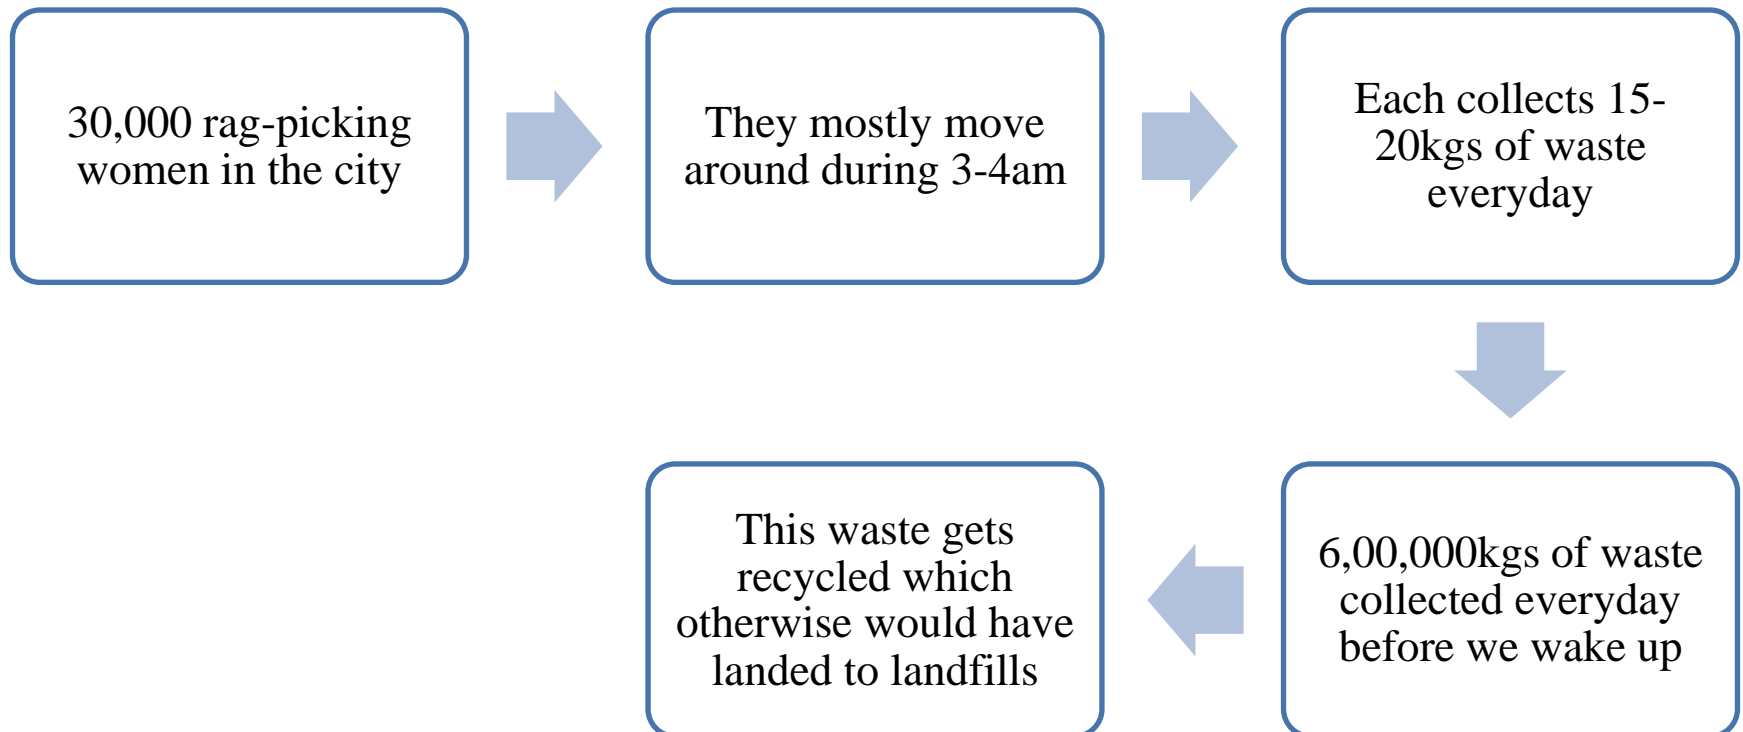 30,000 rag-picking
women in the city
They mostly move
around during 3-4am
Each collects 15-
20kgs of waste
everyday
6,00,000kgs of waste
collected everyday
before we wake up
This waste gets
recycled which
otherwise would have
landed to landfills